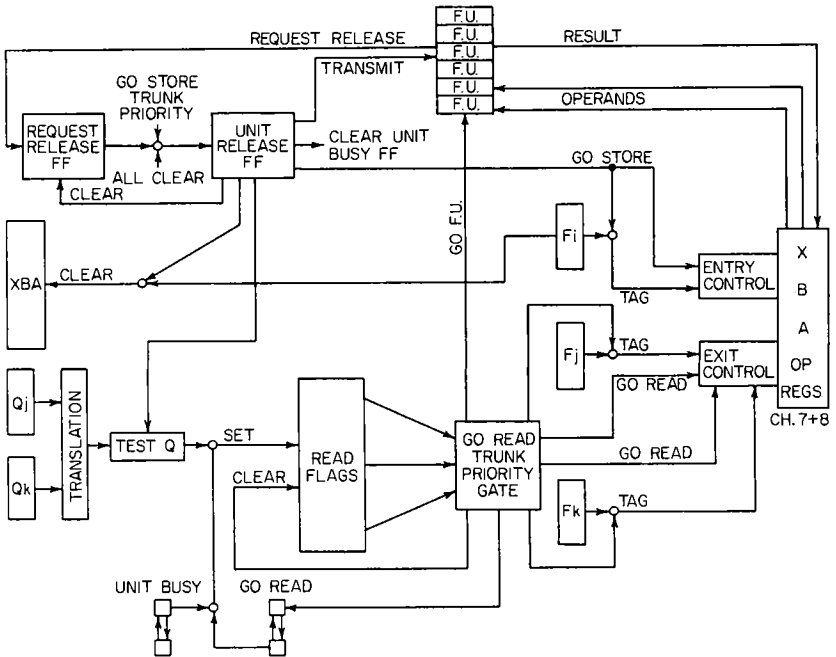 F.U.
F.U.
F.U.
F.U.
F.U.
F.U.
REQUEST RELEASE
RESULT
TRANSMIT
OPERANDS
GO STORE
TRUNK
PRIORITY
REQUEST
RELEASE
FF
UNIT
RELEASE
FF
CLEAR UNIT
BUSY FF
ALL CLEAR
CLEAR
GO STORE
GO F.U.
XBA
CLEAR
Fi
TAG
ENTRY
CONTROL
X
B
A
OP
REGS.
CH. 7+8
Fj
TAG
EXIT
CONTROL
GO READ
Qj
Qk
TRANSLATION
TEST Q
SET
READ
FLAGS
CLEAR
GO READ
TRUNK
PRIORITY
GATE
GO READ
Fk
TAG
UNIT BUSY
GO READ